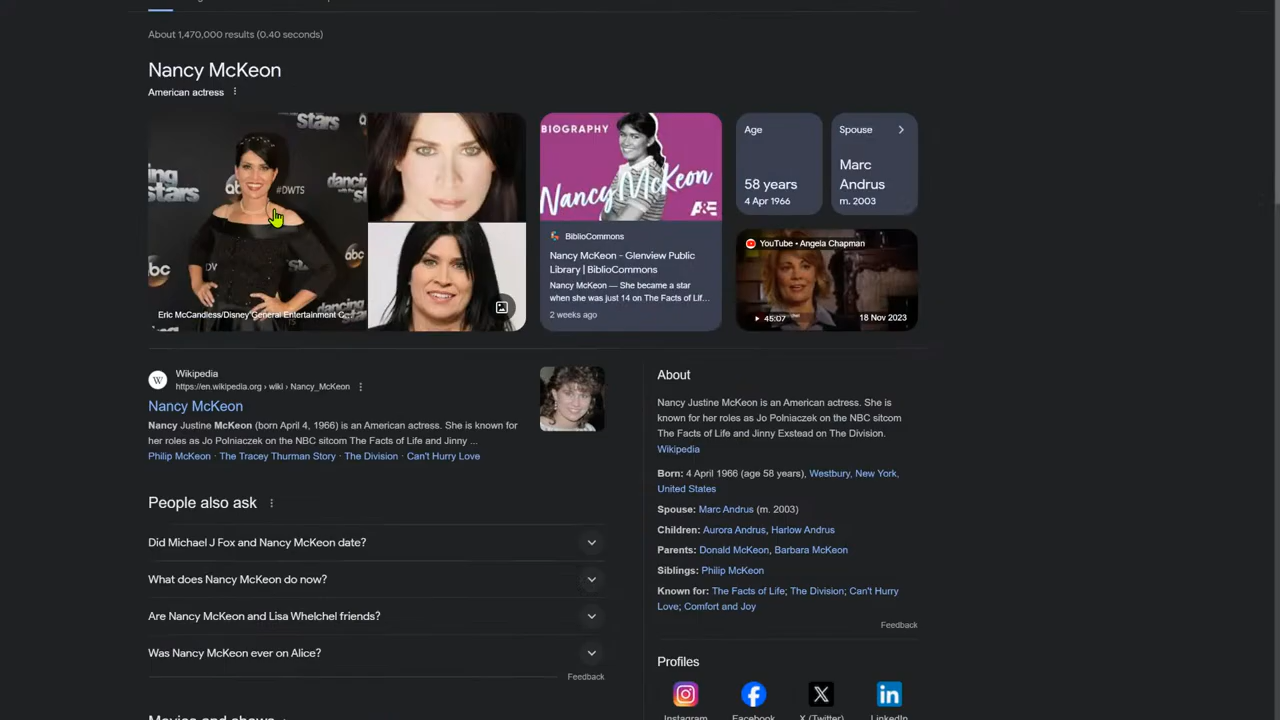 About 1,470,000 results (0.40 seconds)
Nancy McKeon
American actress
stars
#DWTS
abc
dancing
Eric McCandless/Disney General Entertainment C...
BIOGRAPHY
Nancy McKeon
A&E
BiblioCommons
Nancy McKeon - Glenview Public
Library | BiblioCommons
Nancy McKeon — She became a star
when she was just 14 on The Facts of Lif...
2 weeks ago
Age
58 years
4 Apr 1966
Spouse
Marc
Andrus
m. 2003
YouTube • Angela Chapman
45:07
18 Nov 2023
Wikipedia
https://en.wikipedia.org › wiki › Nancy_McKeon
Nancy McKeon
Nancy Justine McKeon (born April 4, 1966) is an American actress. She is known
for her roles as Jo Polniaczek on the NBC sitcom The Facts of Life and Jinny ...
Philip McKeon · The Tracey Thurman Story · The Division · Can't Hurry Love
People also ask
Did Michael J Fox and Nancy McKeon date?
What does Nancy McKeon do now?
Are Nancy McKeon and Lisa Whelchel friends?
Was Nancy McKeon ever on Alice?
Feedback
About
Nancy Justine McKeon is an American actress. She is
known for her roles as Jo Polniaczek on the NBC sitcom
The Facts of Life and Jinny Exstead on The Division.
Wikipedia
Born: 4 April 1966 (age 58 years), Westbury, New York,
United States
Spouse: Marc Andrus (m. 2003)
Children: Aurora Andrus, Harlow Andrus
Parents: Donald McKeon, Barbara McKeon
Siblings: Philip McKeon
Known for: The Facts of Life; The Division; Can't Hurry
Love; Comfort and Joy
Feedback
Profiles
Instagram
Facebook
X (Twitter)
LinkedIn
Movies and shows